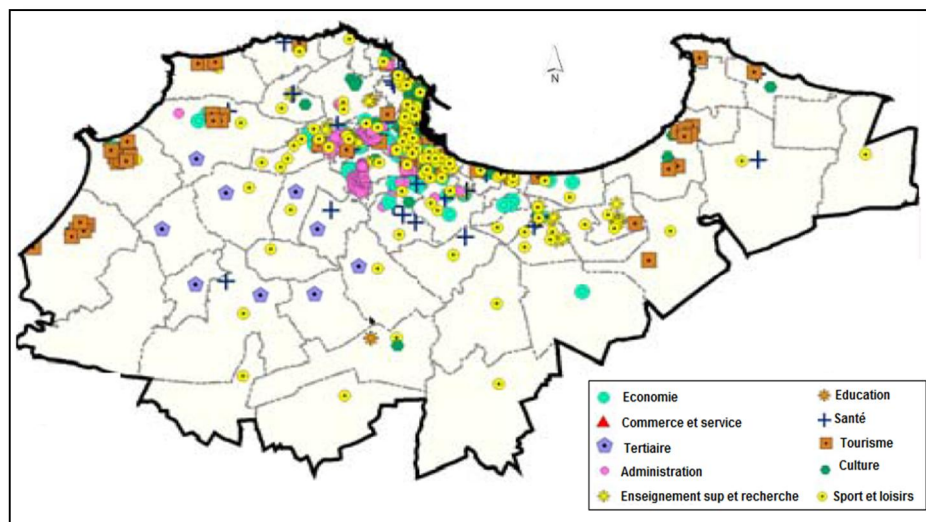 N
Economie
Commerce et service
Tertiaire
Administration
Enseignement sup et recherche
Education
Santé
Tourisme
Culture
Sport et loisirs